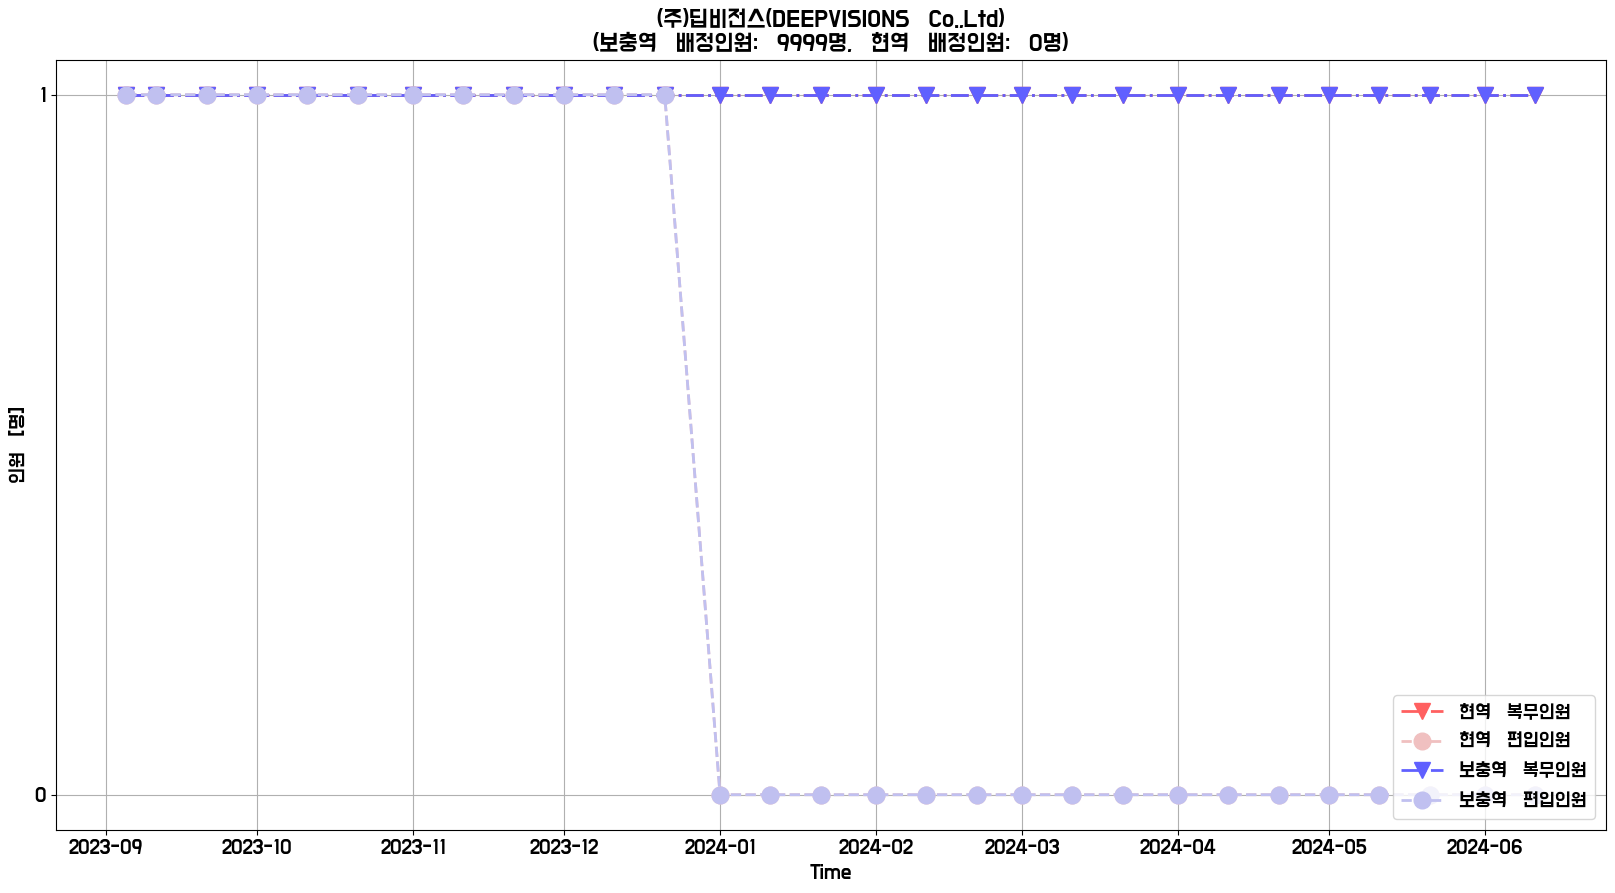 (주)딥비전스(DEEPVISIONS Co.,Ltd)
(보충역 배정인원: 9999명, 현역 배정인원: 0명)
1
인원 [명]
0
현역 복무인원
현역 편입인원
보충역 복무인원
보충역 편입인원
2023-09 2023-10 2023-11 2023-12 2024-01 2024-02 2024-03 2024-04 2024-05 2024-06
Time